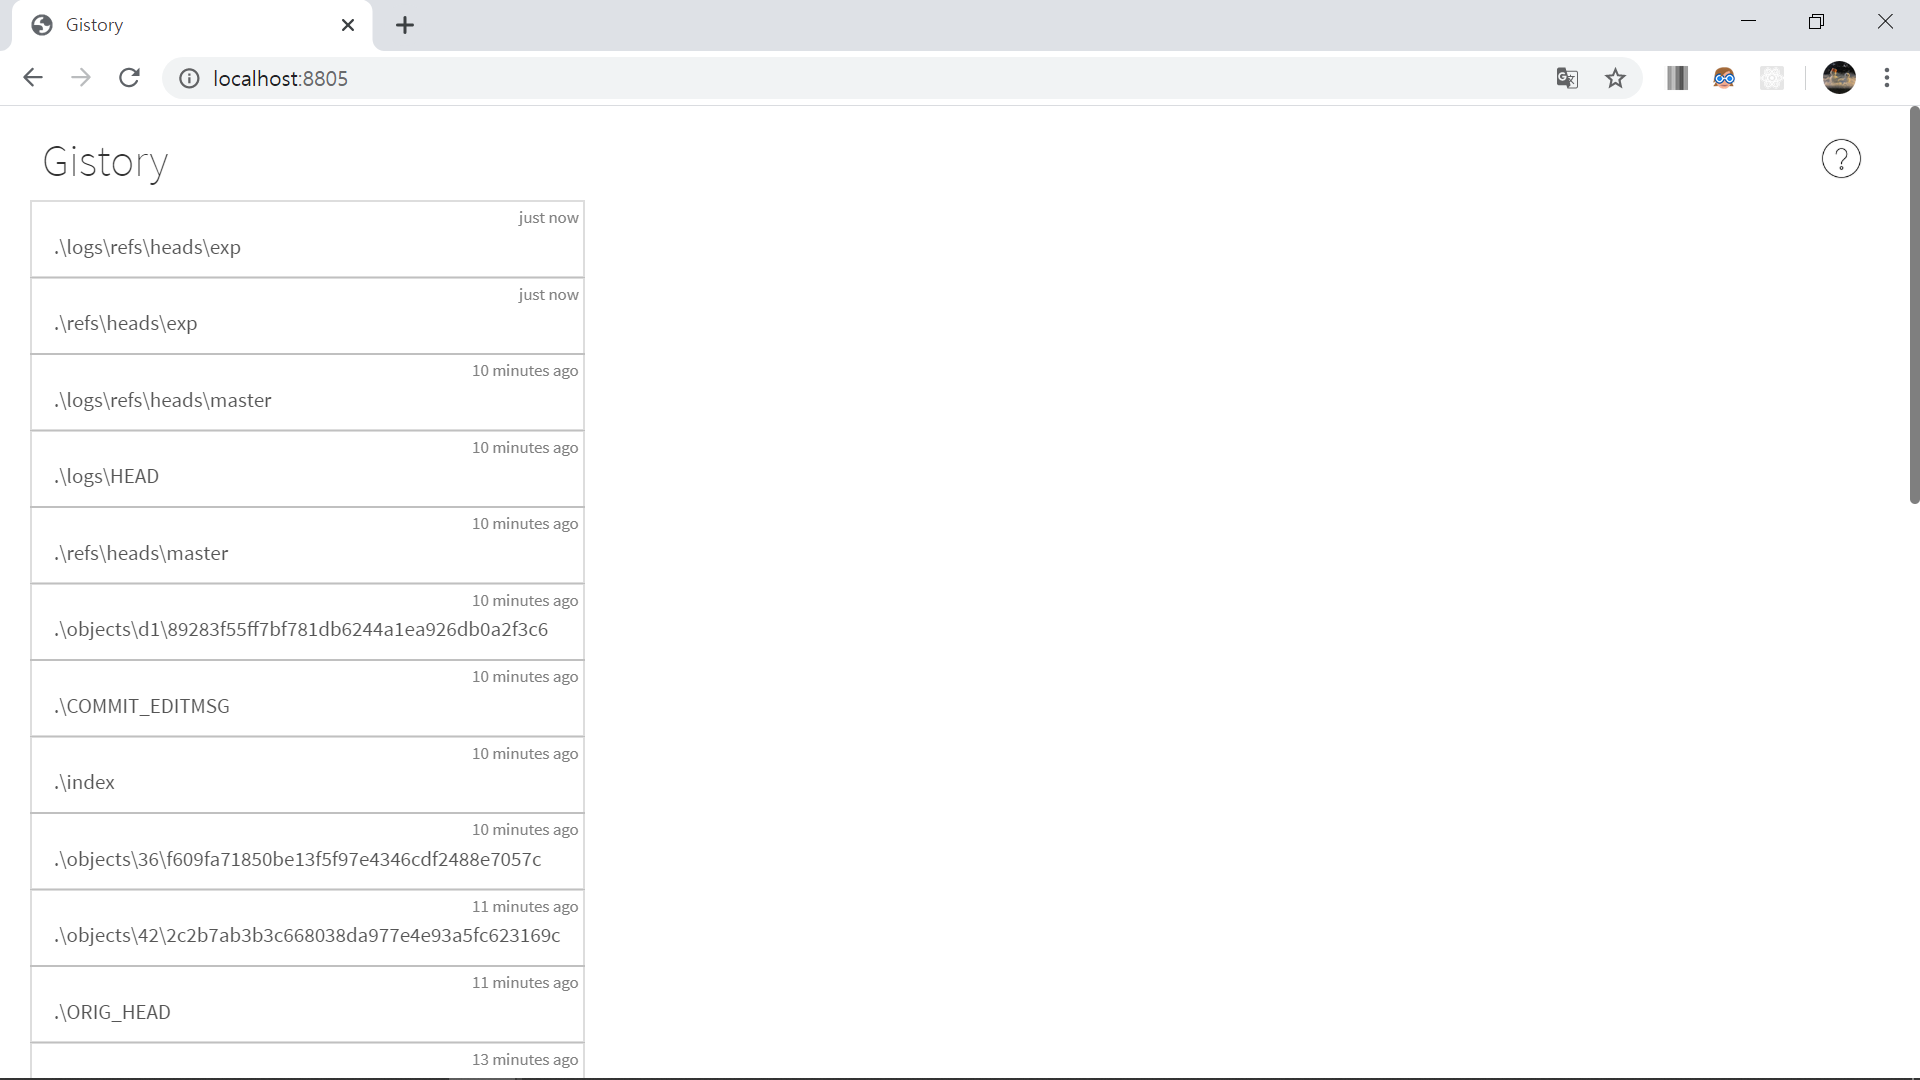 Gistory
localhost:8805
Gistory
?
just now
.\logs\refs\heads\exp
just now
.\refs\heads\exp
10 minutes ago
.\logs\refs\heads\master
10 minutes ago
.\logs\HEAD
10 minutes ago
.\refs\heads\master
10 minutes ago
.\objects\d1\89283f55ff7bf781db6244a1ea926db0a2f3c6
10 minutes ago
.\COMMIT_EDITMSG
10 minutes ago
.\index
10 minutes ago
.\objects\36\f609fa71850be13f5f97e4346cdf2488e7057c
11 minutes ago
.\objects\42\2c2b7ab3b3c668038da977e4e93a5fc623169c
11 minutes ago
.\ORIG_HEAD
13 minutes ago